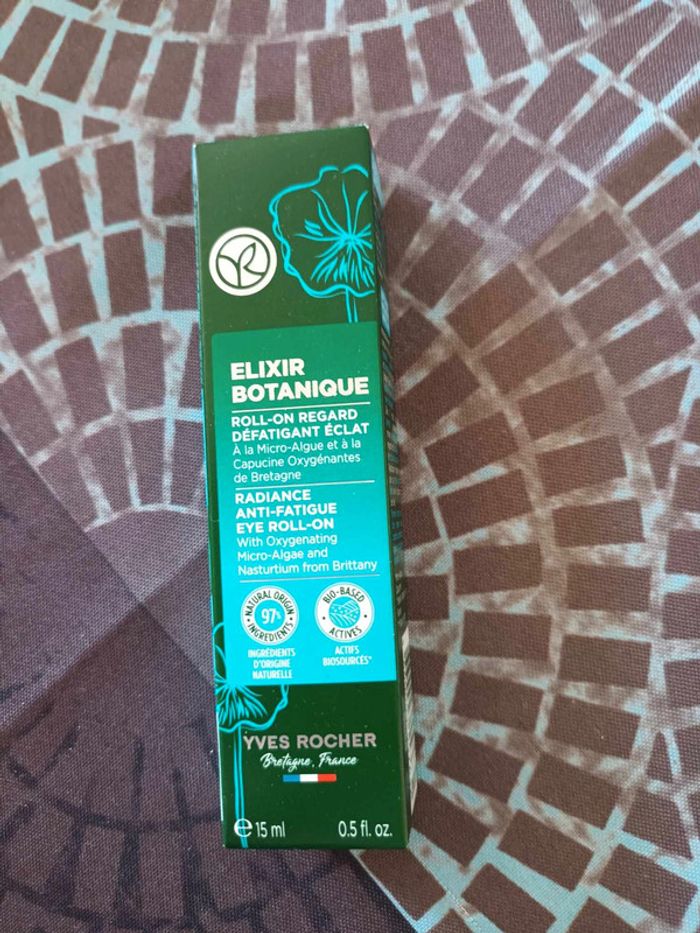 ELIXIR
BOTANIQUE
ROLL-ON REGARD
DÉFATIGANT ÉCLAT
À la Micro-Algue et à la
Capucine Oxygénantes
de Bretagne
RADIANCE
ANTI-FATIGUE
EYE ROLL-ON
With Oxygenating
Micro-Algae and
Nasturtium from Brittany
NATURAL ORIGIN
97%
INGREDIENTS
INGRÉDIENTS
D'ORIGINE
NATURELLE
BIO-BASED
ACTIVES
ACTIFS
BIOSOURCÉS*
YVES ROCHER
Bretagne, France
e 15 ml 0.5 fl. oz.